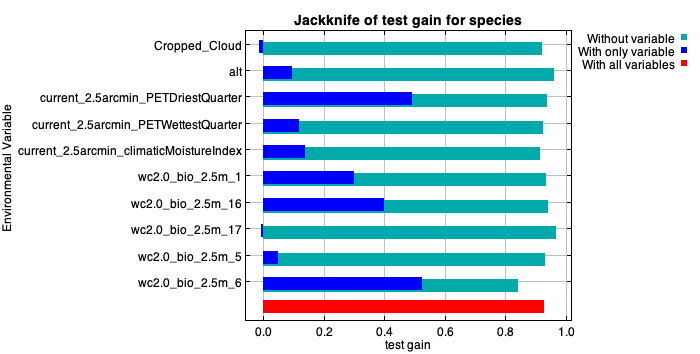 Jackknife of test gain for species
Without variable
With only variable
With all variables
Environmental Variable
Cropped_Cloud
alt
current_2.5arcmin_PETDriestQuarter
current_2.5arcmin_PETWettestQuarter
current_2.5arcmin_climaticMoistureIndex
wc2.0_bio_2.5m_1
wc2.0_bio_2.5m_16
wc2.0_bio_2.5m_17
wc2.0_bio_2.5m_5
wc2.0_bio_2.5m_6
0.0 0.2 0.4 0.6 0.8 1.0
test gain